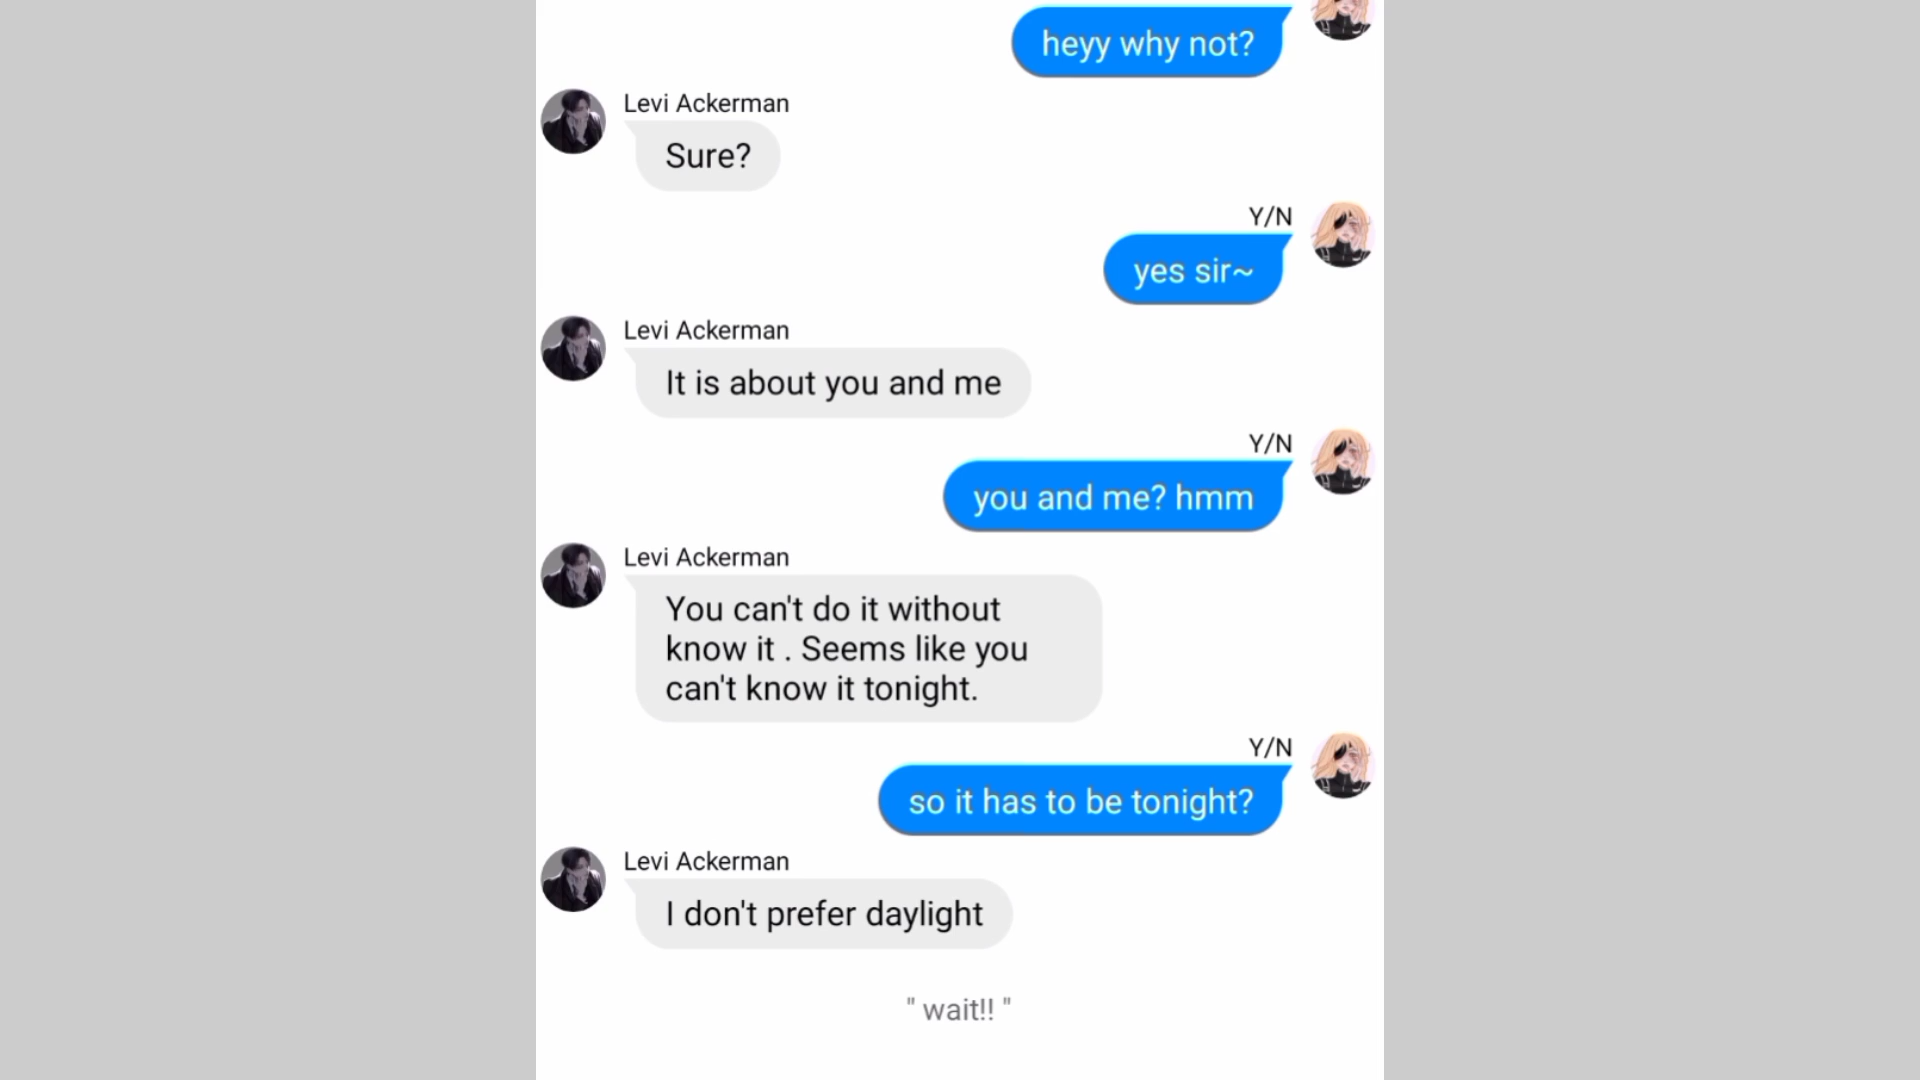 heyy why not?
Levi Ackerman
Sure?
Y/N
yes sir~
Levi Ackerman
It is about you and me
Y/N
you and me? hmm
Levi Ackerman
You can't do it without
know it . Seems like you
can't know it tonight.
Y/N
so it has to be tonight?
Levi Ackerman
I don't prefer daylight
" wait!! "